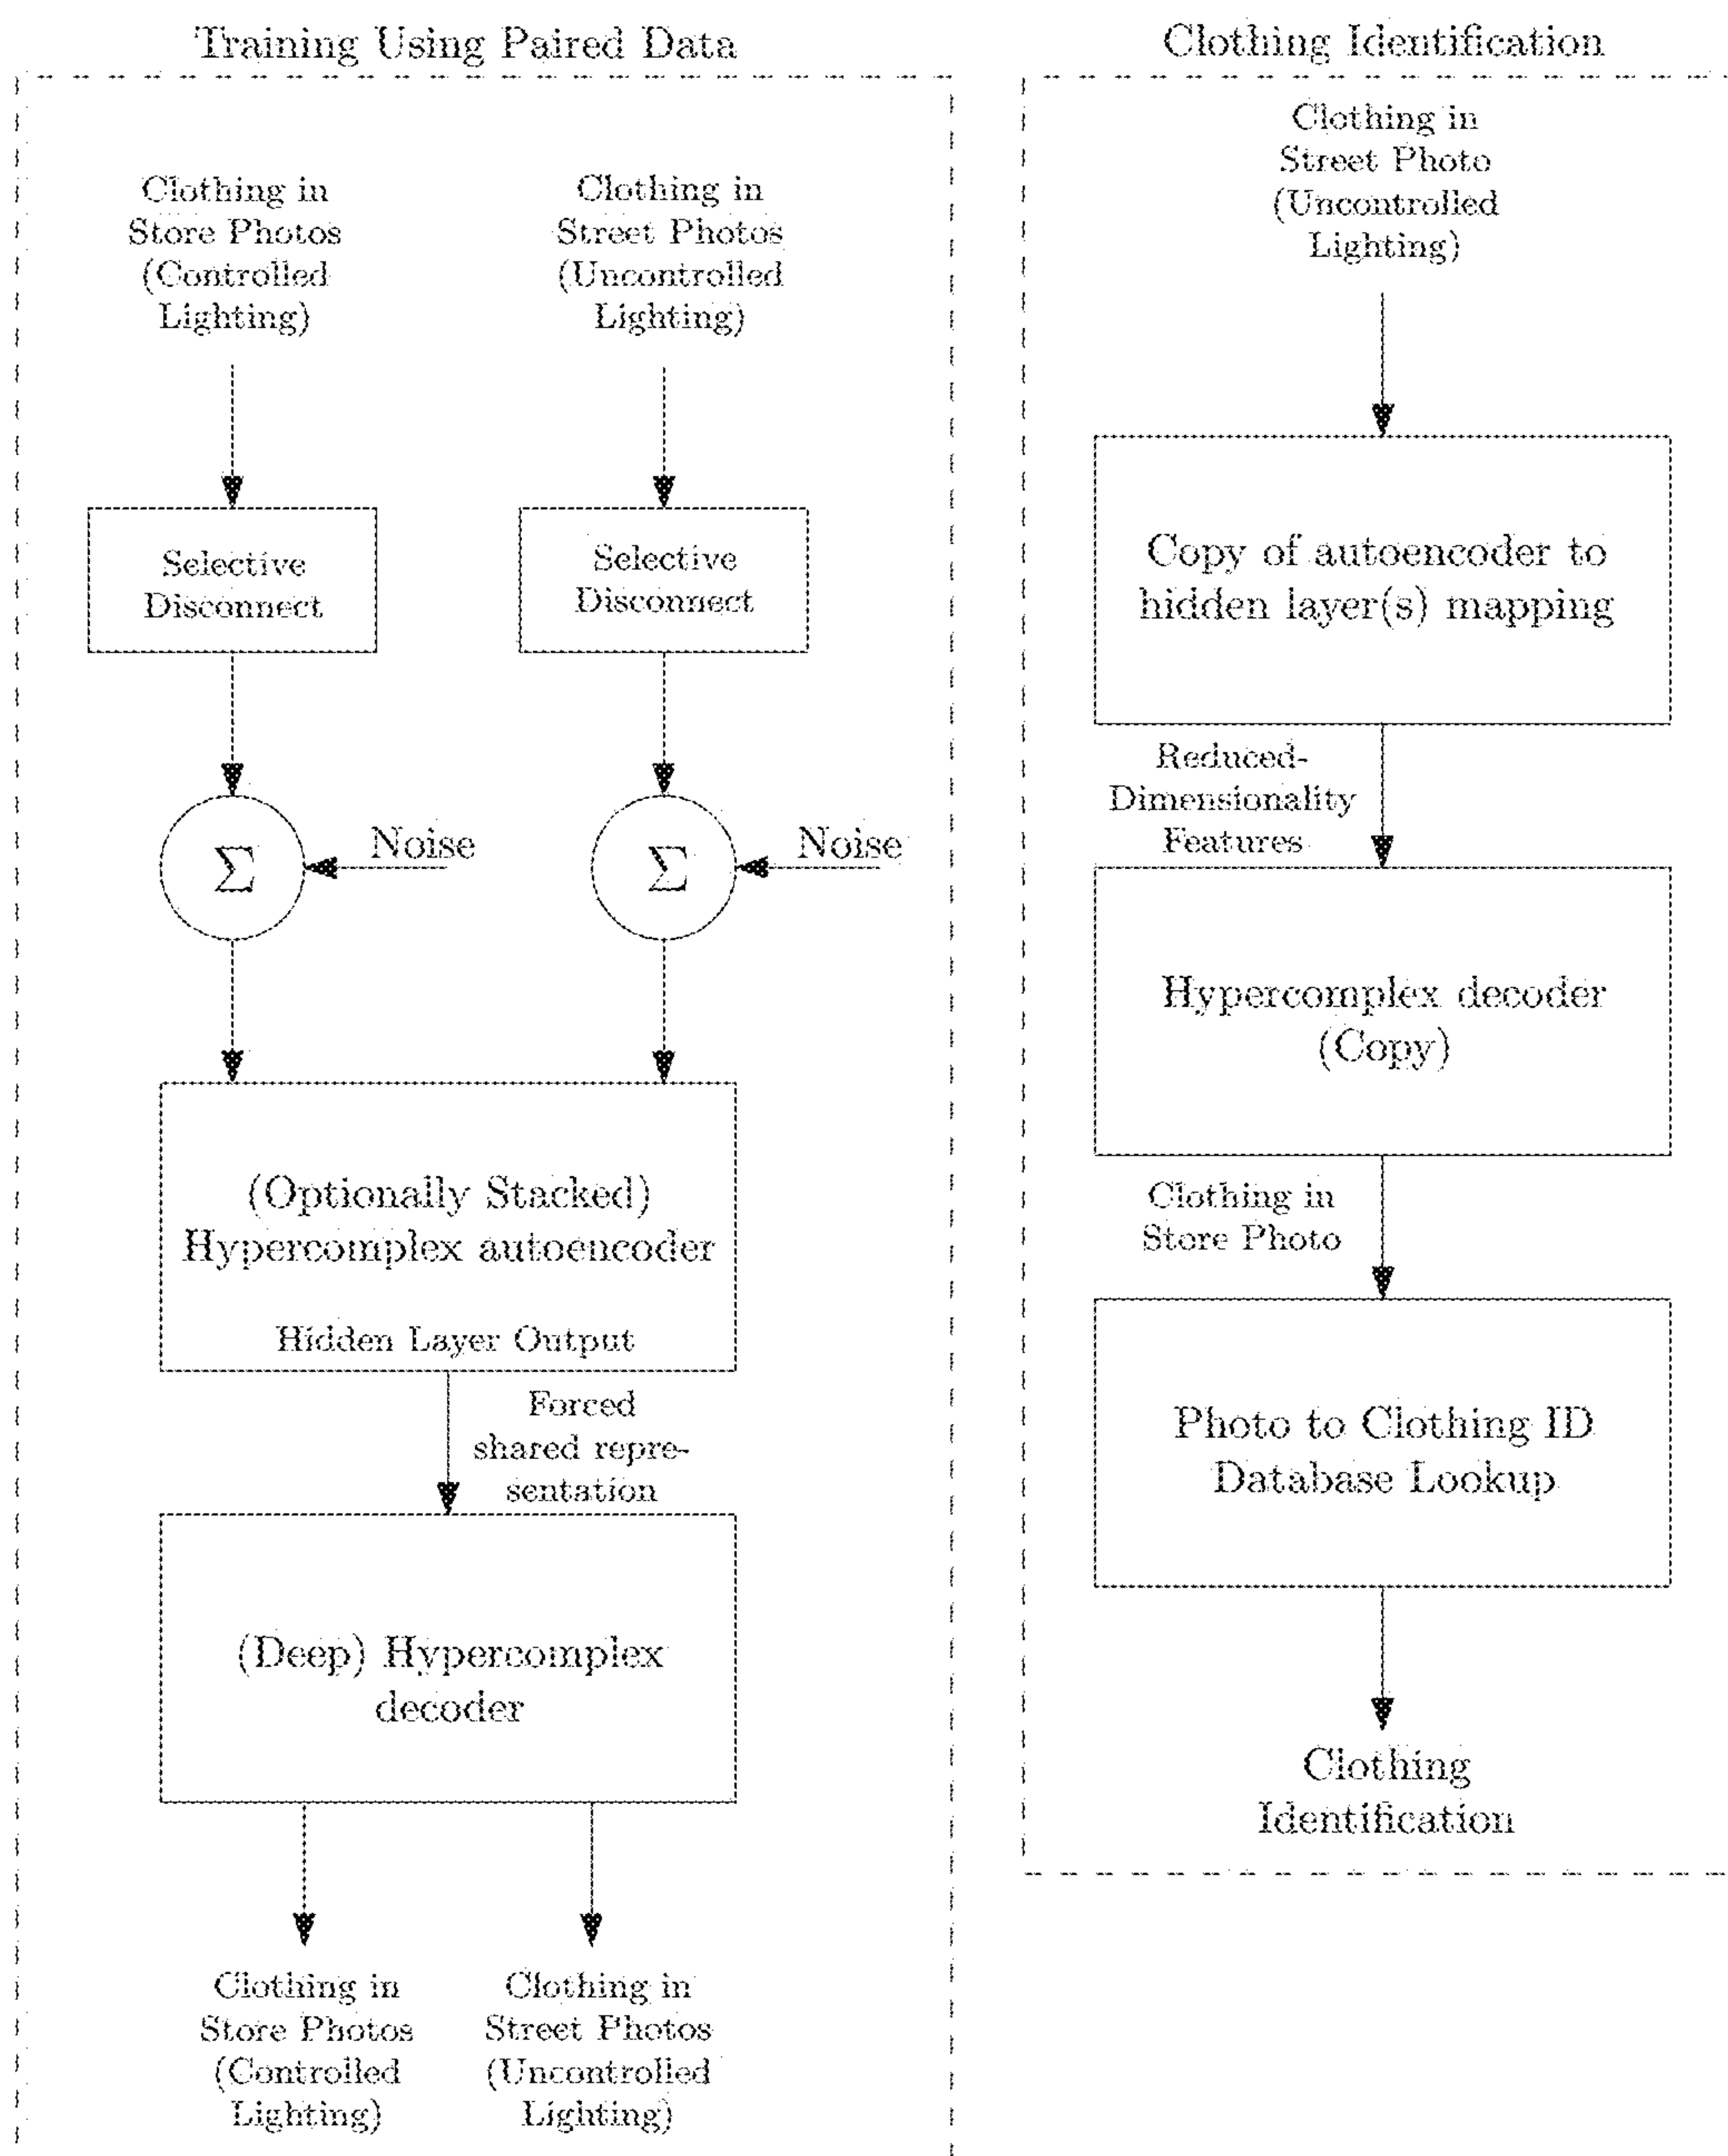 Training Using Paired Data
Clothing in
Store Photos
(Controlled
Lighting)
Clothing in
Street Photos
(Uncontrolled
Lighting)
Selective
Disconnect
Selective
Disconnect
Σ
Noise
Σ
Noise
(Optionally Stacked)
Hypercomplex autoencoder
Hidden Layer Output
Forced
shared repre-
sentation
(Deep) Hypercomplex
decoder
Clothing in
Store Photos
(Controlled
Lighting)
Clothing in
Street Photos
(Uncontrolled
Lighting)
Clothing Identification
Clothing in
Street Photo
(Uncontrolled
Lighting)
Copy of autoencoder to
hidden layer(s) mapping
Reduced-
Dimensionality
Features
Hypercomplex decoder
(Copy)
Clothing in
Store Photo
Photo to Clothing ID
Database Lookup
Clothing
Identification